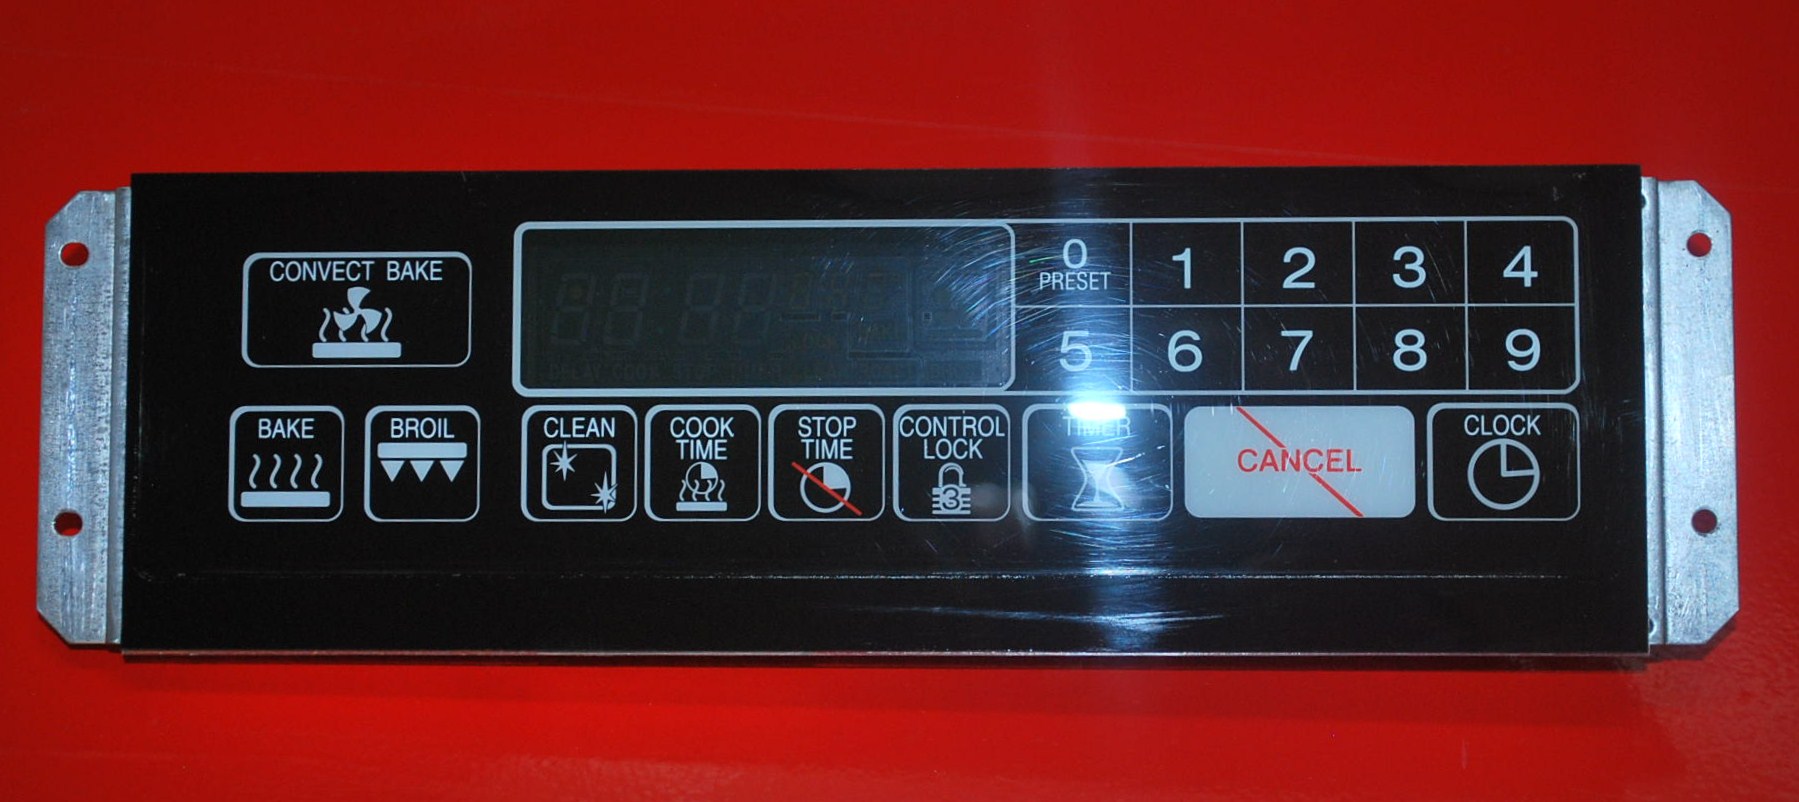 CONVECT BAKE
0 1 2 3 4
PRESET
5 6 7 8 9
BAKE
BROIL
CLEAN
COOK
TIME
STOP
TIME
CONTROL
LOCK
3
TIMER
CANCEL
CLOCK